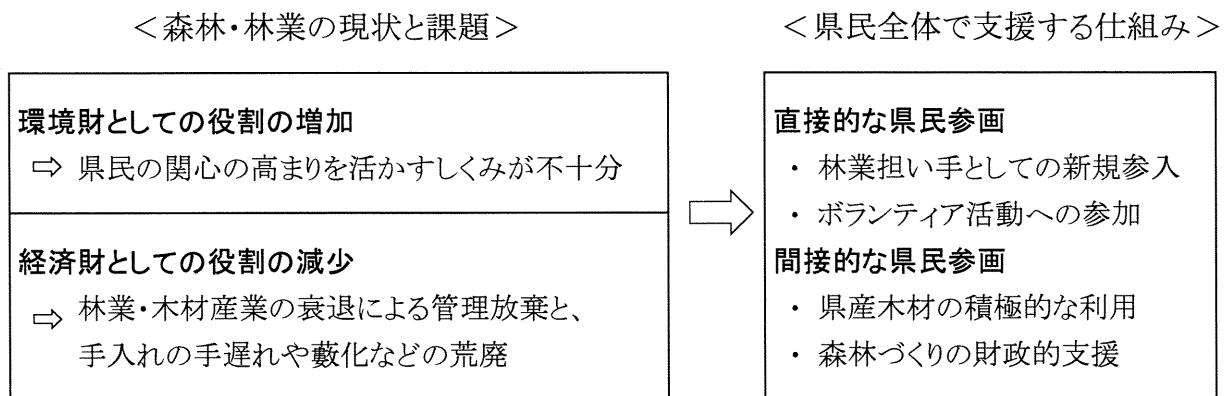 <森林・林業の現状と課題>
環境財としての役割の増加
⇨ 県民の関心の高まりを活かすしくみが不十分
経済財としての役割の減少
⇨ 林業・木材産業の衰退による管理放棄と、
手入れの手遅れや藪化などの荒廃
<県民全体で支援する仕組み>
直接的な県民参画
・ 林業担い手としての新規参入
・ ボランティア活動への参加
間接的な県民参画
・ 県産木材の積極的な利用
・ 森林づくりの財政的支援